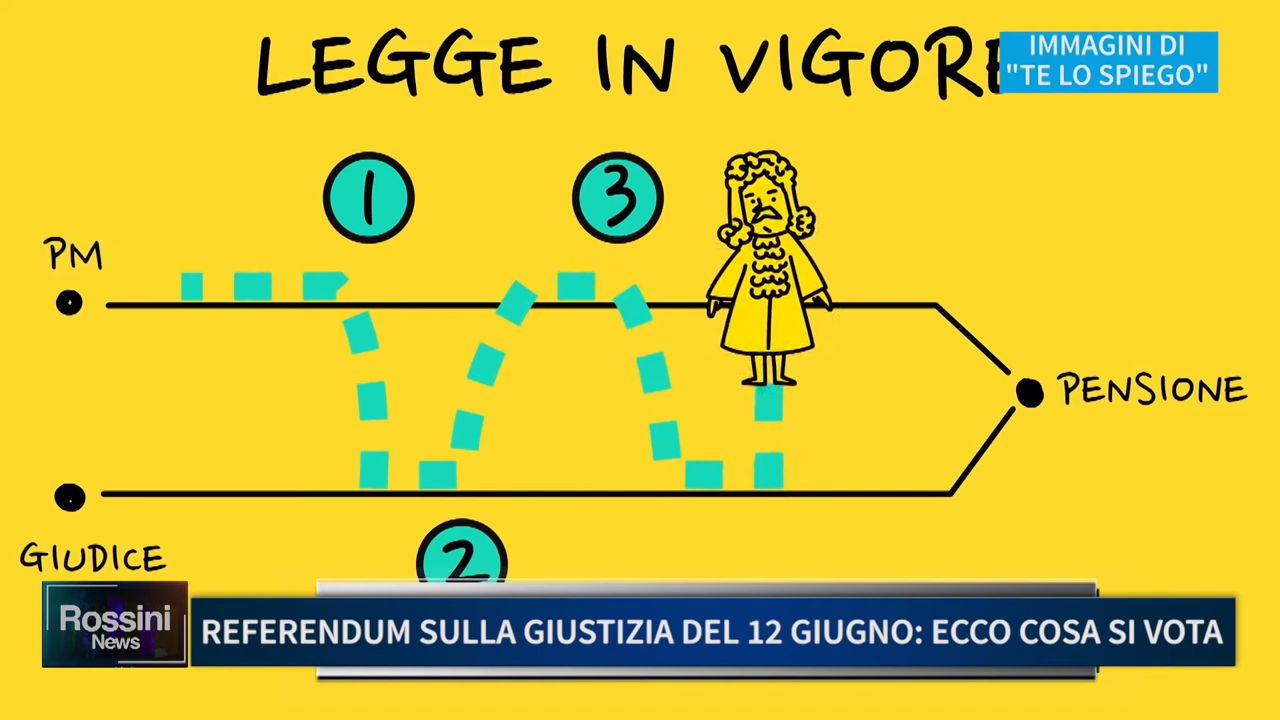 LEGGE IN VIGORE
IMMAGINI DI
"TE LO SPIEGO"
1
3
PM
PENSIONE
GIUDICE
2
Rossini
News
REFERENDUM SULLA GIUSTIZIA DEL 12 GIUGNO: ECCO COSA SI VOTA